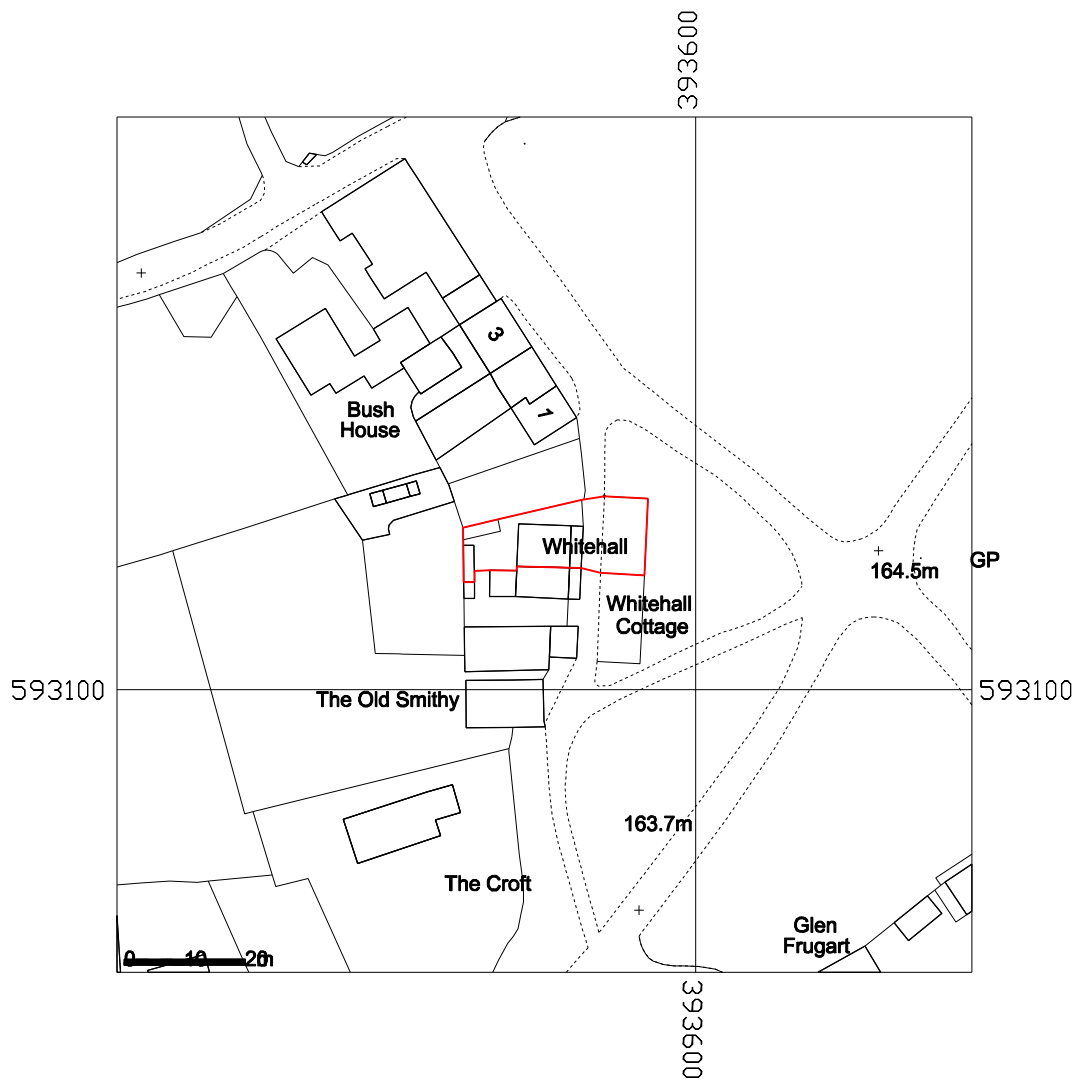 393600
3
Bush
House
1
Whitehall
GP
164.5m
Whitehall
Cottage
593100
593100
The Old Smithy
163.7m
The Croft
Glen
Frugart
0 10 20m
393600